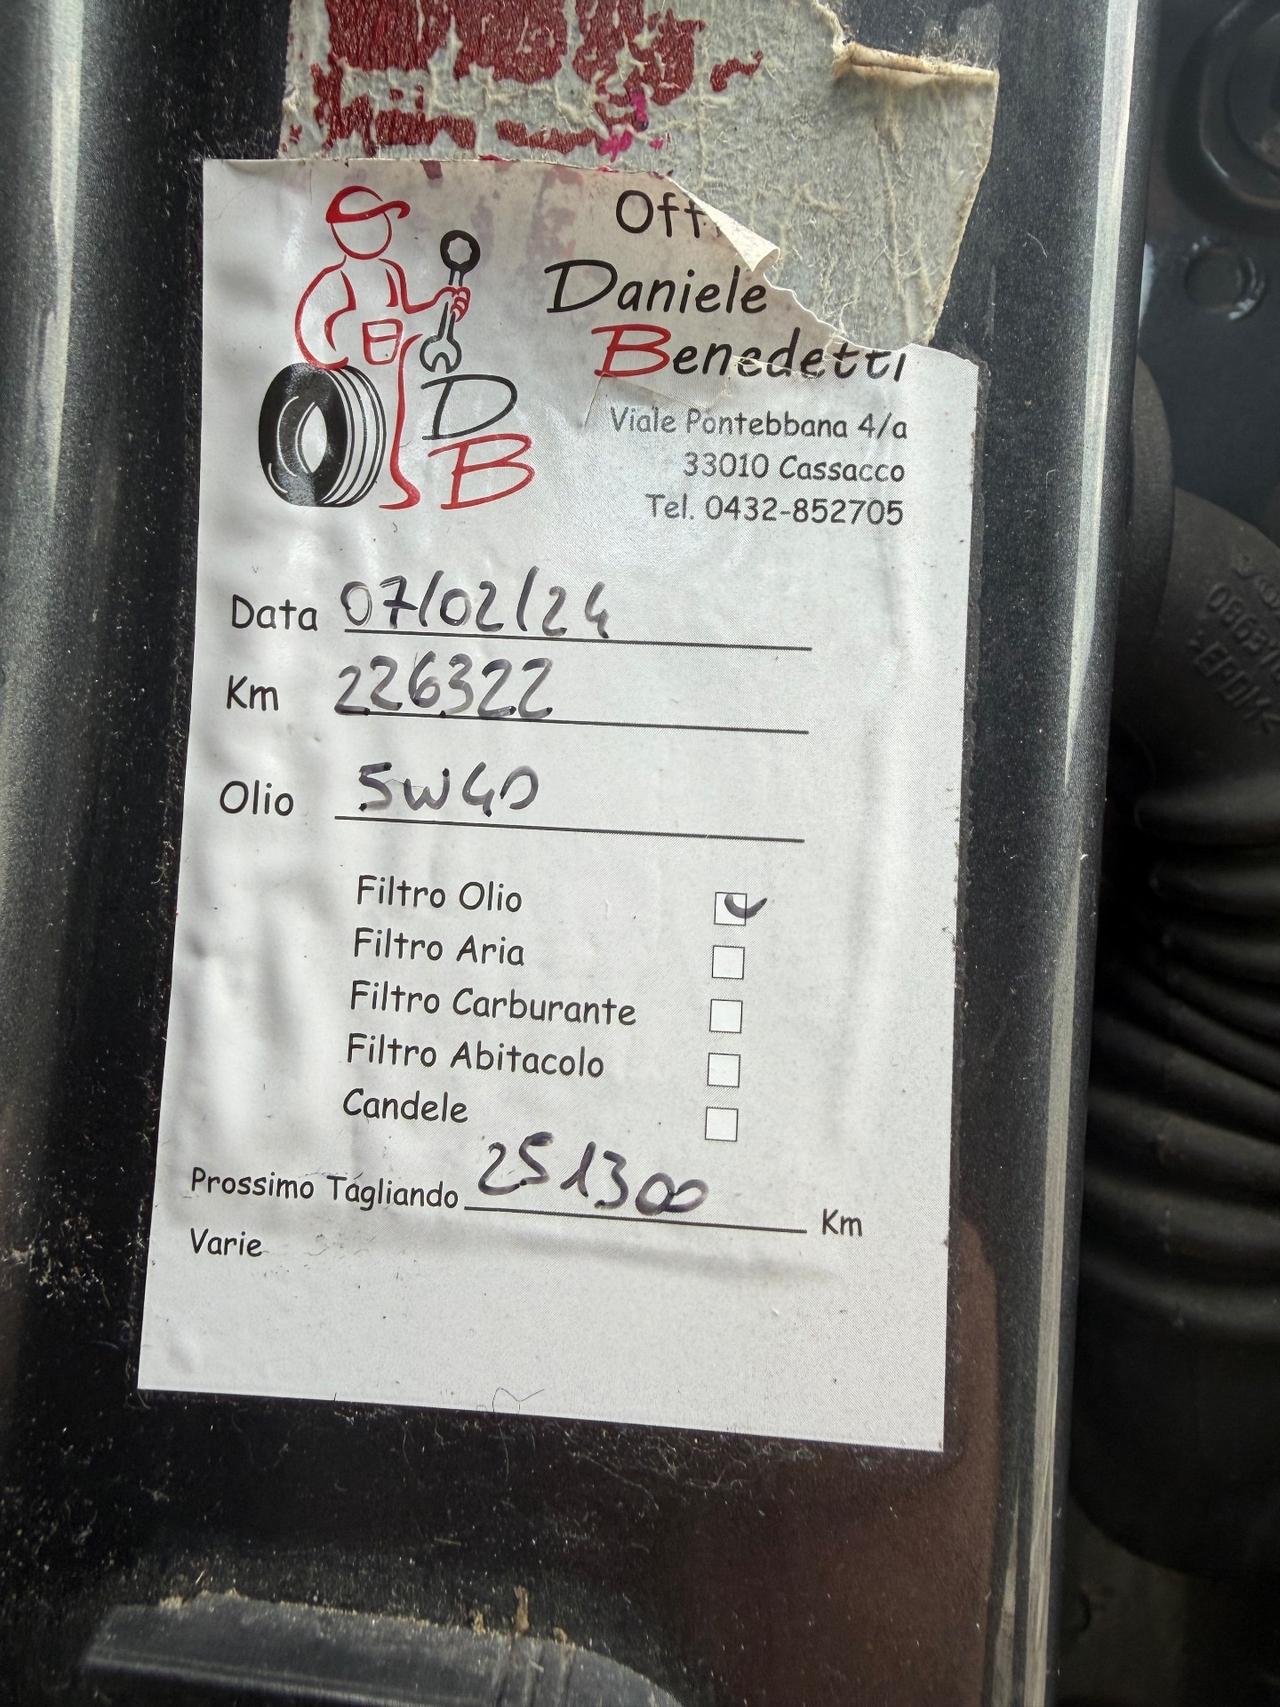 Daniele
Benedetti
DB
Viale Pontebbana 4/a
33010 Cassacco
Tel. 0432-852705
Data 07/02/24
Km 226322
Olio 5W40
Filtro Olio
Filtro Aria
Filtro Carburante
Filtro Abitacolo
Candele
Prossimo Tagliando 251300 Km
Varie